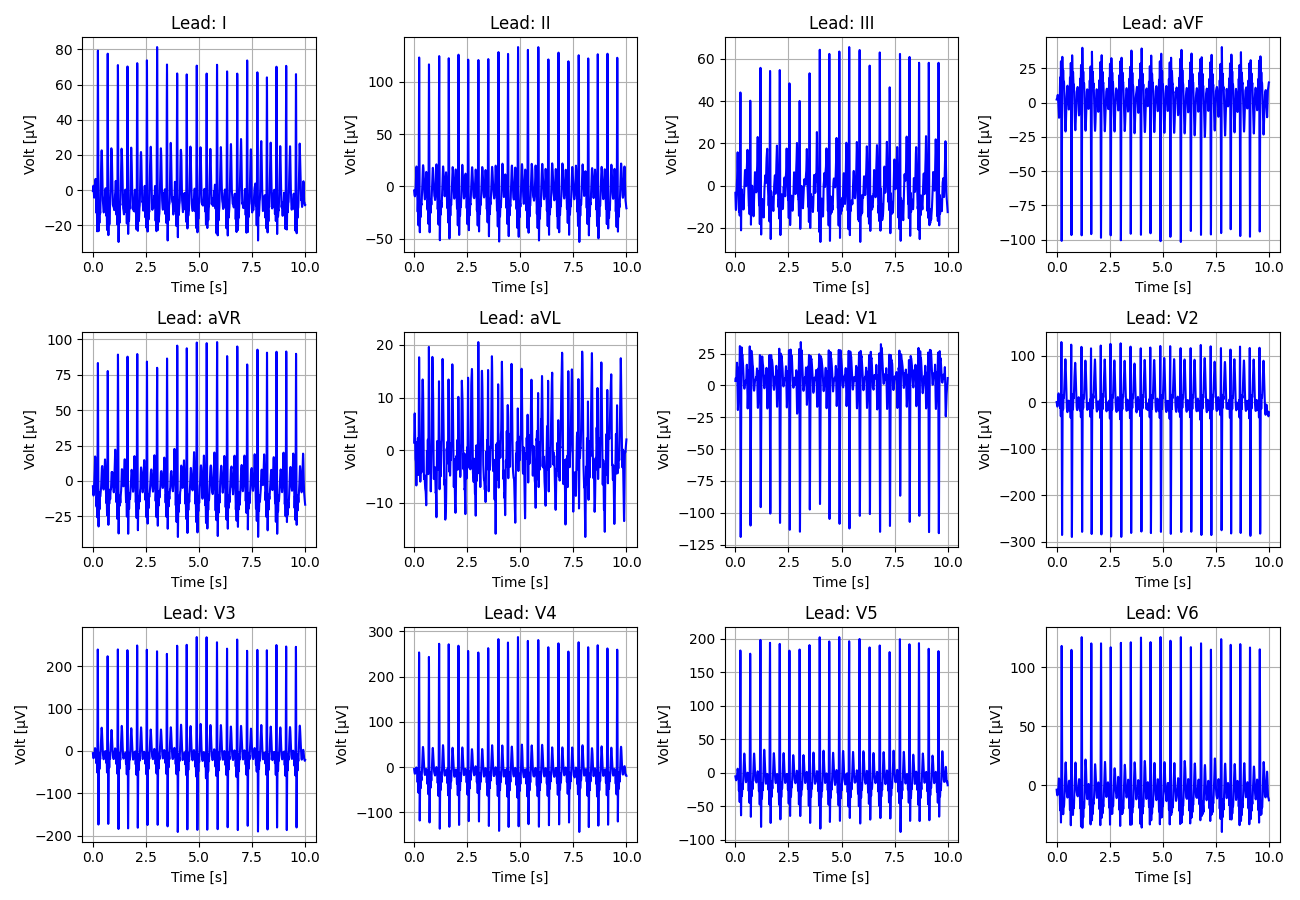 Lead: I Lead: II Lead: III Lead: aVF
Volt [µV] 80 60 40 20 0 −20
Volt [µV] 100 50 0 −50
Volt [µV] 60 40 20 0 −20
Volt [µV] 25 0 −25 −50 −75 −100
0.0 2.5 5.0 7.5 10.0 0.0 2.5 5.0 7.5 10.0 0.0 2.5 5.0 7.5 10.0 0.0 2.5 5.0 7.5 10.0
Time [s] Time [s] Time [s] Time [s]
Lead: aVR Lead: aVL Lead: V1 Lead: V2
Volt [µV] 100 75 50 25 0 −25
Volt [µV] 20 10 0 −10
Volt [µV] 25 0 −25 −50 −75 −100 −125
Volt [µV] 100 0 −100 −200 −300
0.0 2.5 5.0 7.5 10.0 0.0 2.5 5.0 7.5 10.0 0.0 2.5 5.0 7.5 10.0 0.0 2.5 5.0 7.5 10.0
Time [s] Time [s] Time [s] Time [s]
Lead: V3 Lead: V4 Lead: V5 Lead: V6
Volt [µV] 200 100 0 −100 −200
Volt [µV] 300 200 100 0 −100
Volt [µV] 200 150 100 50 0 −50 −100
Volt [µV] 100 50 0
0.0 2.5 5.0 7.5 10.0 0.0 2.5 5.0 7.5 10.0 0.0 2.5 5.0 7.5 10.0 0.0 2.5 5.0 7.5 10.0
Time [s] Time [s] Time [s] Time [s]